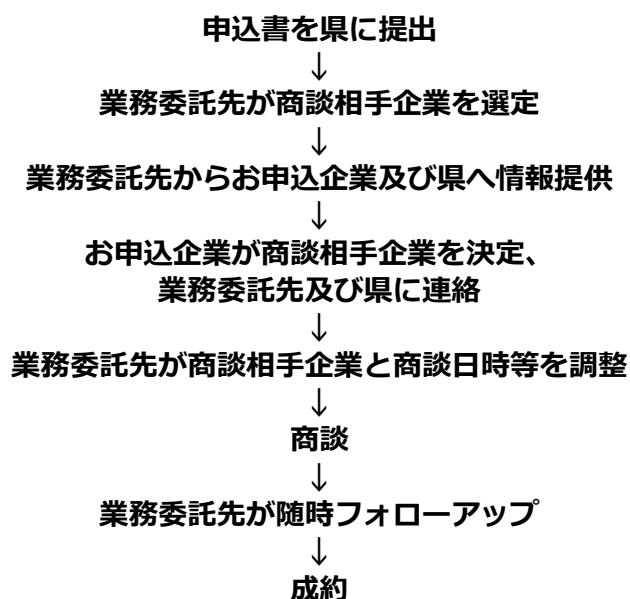 申込書を県に提出
↓
業務委託先が商談相手企業を選定
↓
業務委託先からお申込企業及び県へ情報提供
↓
お申込企業が商談相手企業を決定、
業務委託先及び県に連絡
↓
業務委託先が商談相手企業と商談日時等を調整
↓
商談
↓
業務委託先が随時フォローアップ
↓
成約